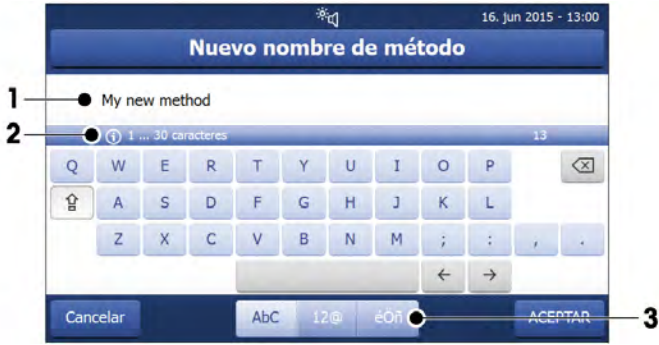 16. jun 2015 - 13:00
Nuevo nombre de método
1
My new method
2
i 1 ... 30 caracteres 13
Q W E R T Y U I O P
A S D F G H J K L
Z X C V B N M ; : , .
← →
Cancelar AbC 12@ éÖñ ACEPTAR
3